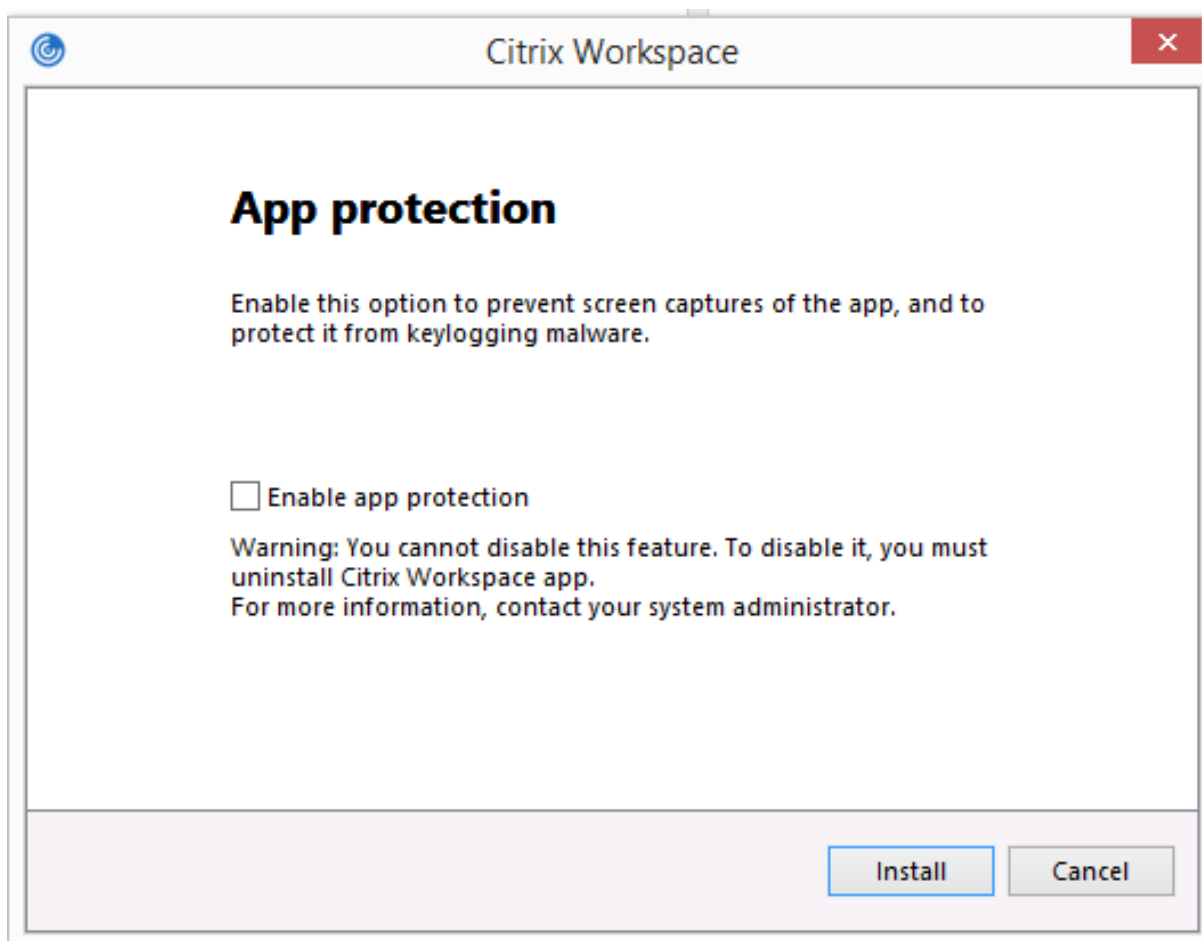 Citrix Workspace
App protection
Enable this option to prevent screen captures of the app, and to
protect it from keylogging malware.
Enable app protection
Warning: You cannot disable this feature. To disable it, you must
uninstall Citrix Workspace app.
For more information, contact your system administrator.
Install Cancel